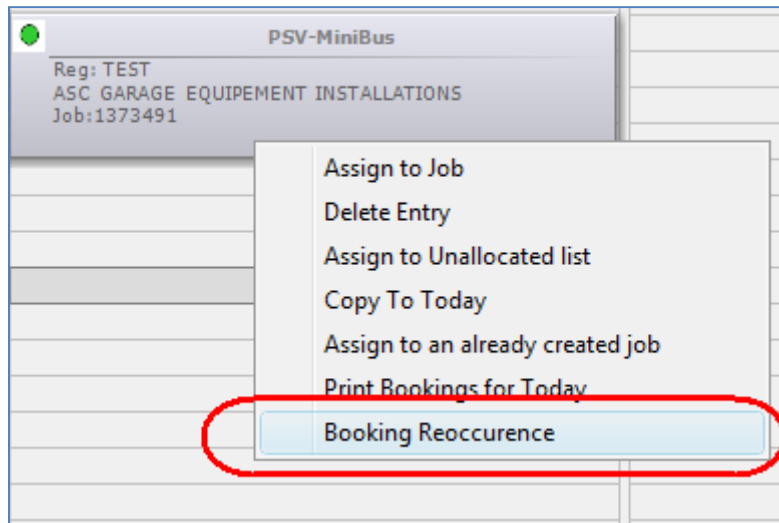 PSV-MiniBus
Reg: TEST
ASC GARAGE EQUIPEMENT INSTALLATIONS
Job:1373491
Assign to Job
Delete Entry
Assign to Unallocated list
Copy To Today
Assign to an already created job
Print Bookings for Today
Booking Reoccurence